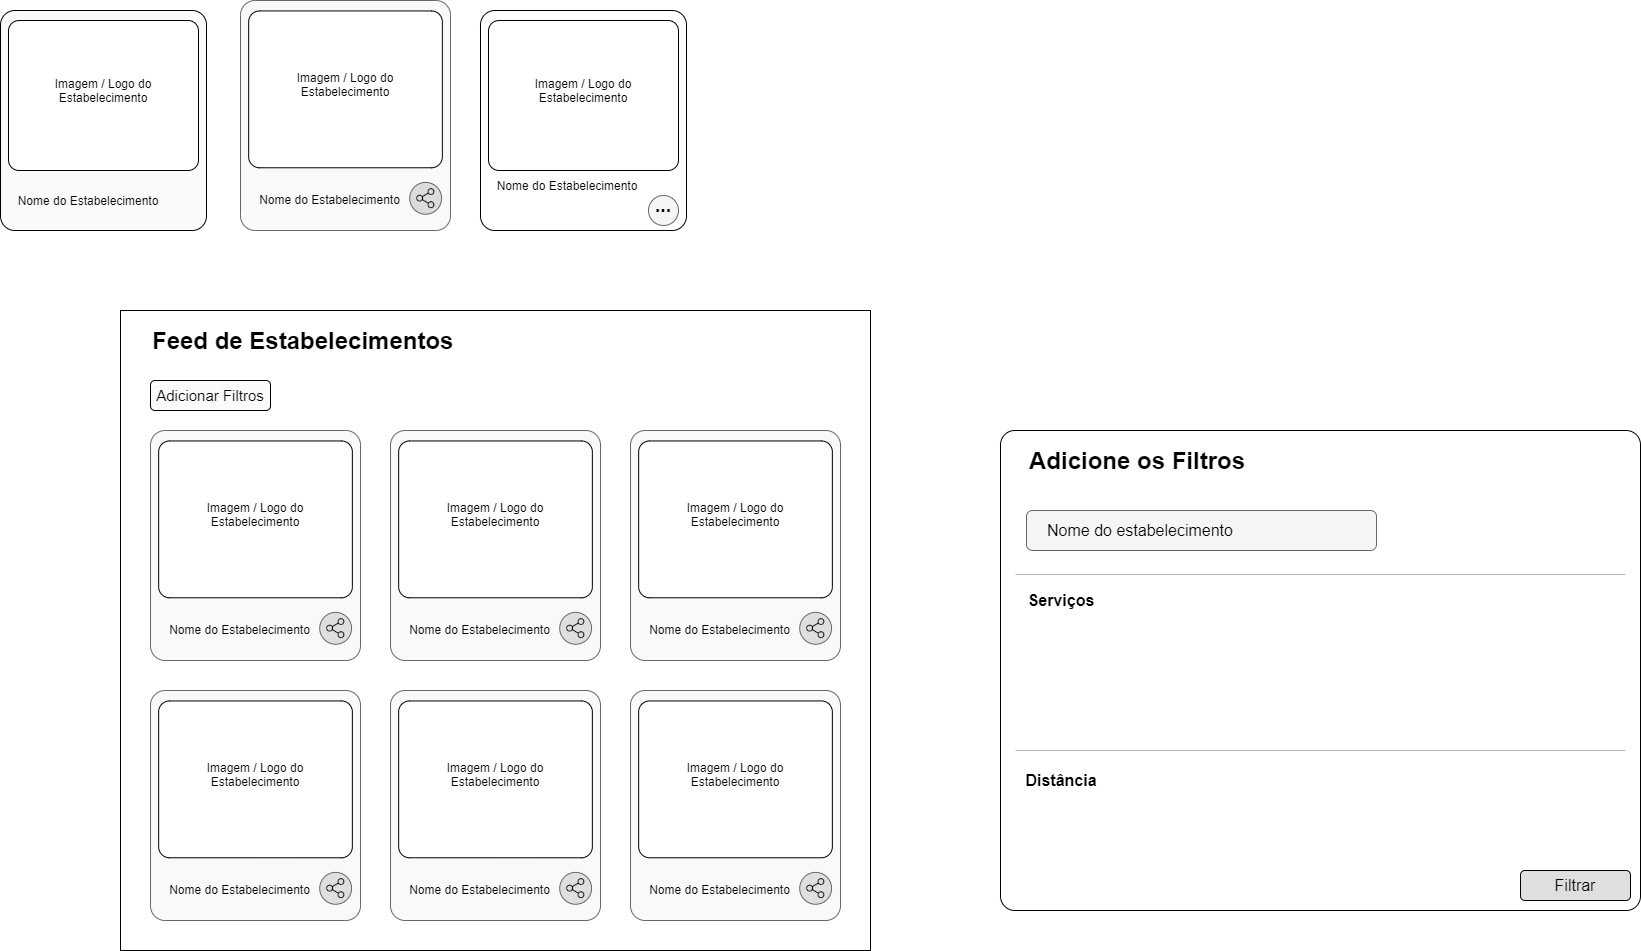 Imagem / Logo do
Estabelecimento
Nome do Estabelecimento
Imagem / Logo do
Estabelecimento
Nome do Estabelecimento
Imagem / Logo do
Estabelecimento
Nome do Estabelecimento
...
Feed de Estabelecimentos
Adicionar Filtros
Imagem / Logo do
Estabelecimento
Nome do Estabelecimento
Imagem / Logo do
Estabelecimento
Nome do Estabelecimento
Imagem / Logo do
Estabelecimento
Nome do Estabelecimento
Imagem / Logo do
Estabelecimento
Nome do Estabelecimento
Imagem / Logo do
Estabelecimento
Nome do Estabelecimento
Imagem / Logo do
Estabelecimento
Nome do Estabelecimento
Adicione os Filtros
Nome do estabelecimento
Serviços
Distância
Filtrar